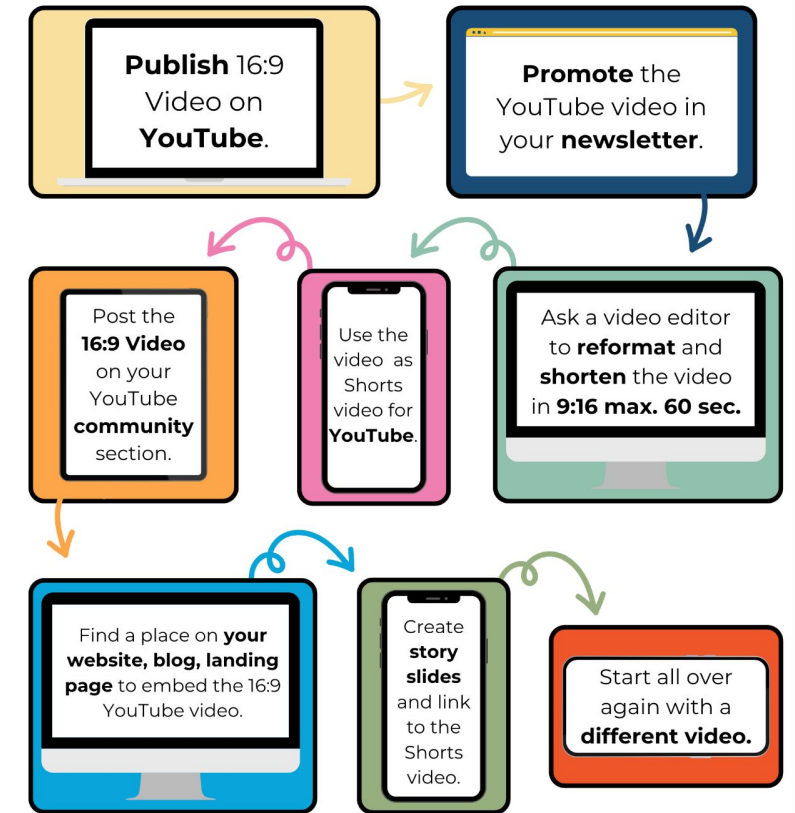 Publish 16:9
Video on
YouTube.
Promote the
YouTube video in
your newsletter.
Ask a video editor
to reformat and
shorten the video
in 9:16 max. 60 sec.
Use the
video as
Shorts
video for
YouTube.
Post the
16:9 Video
on your
YouTube
community
section.
Find a place on your
website, blog, landing
page to embed the 16:9
YouTube video.
Create
story
slides
and link
to the
Shorts
video.
Start all over
again with a
different video.